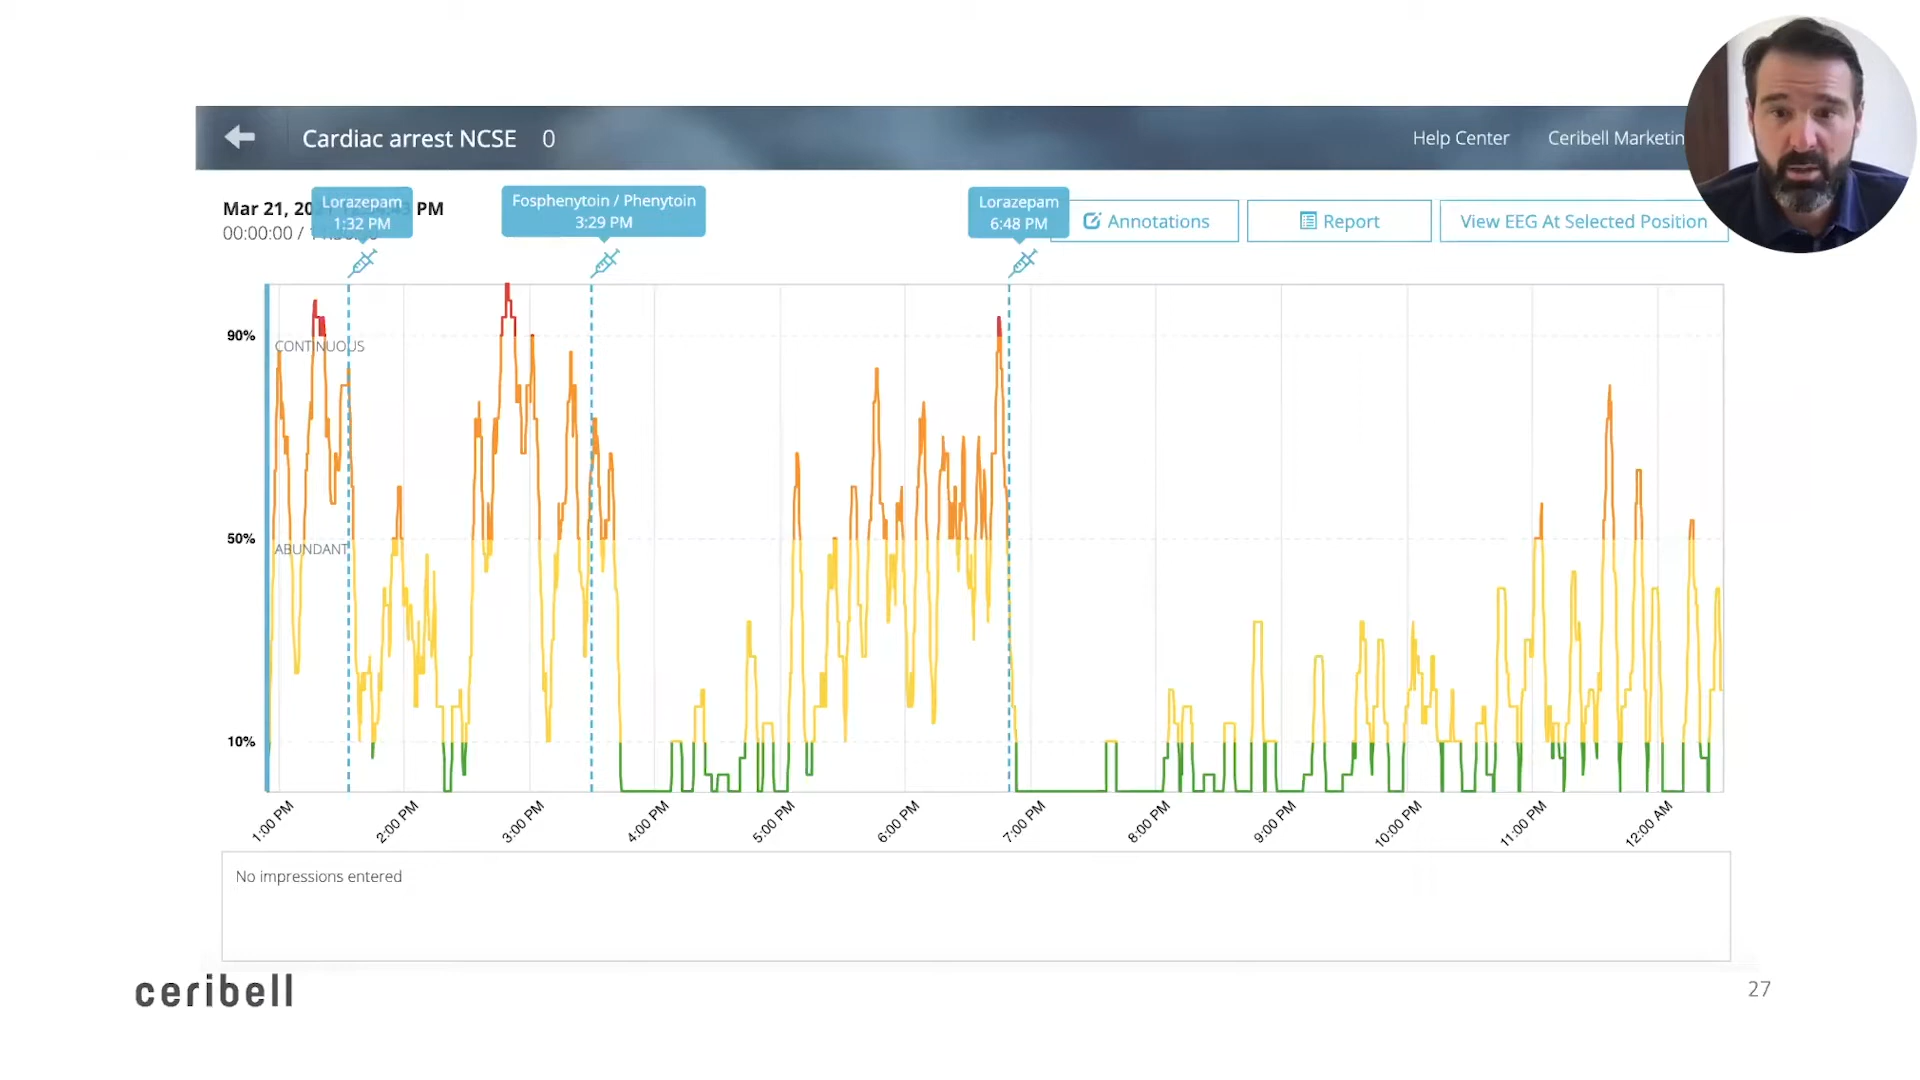 Cardiac arrest NCSE 0
Help Center
Ceribell Marketin
Mar 21, 20
PM
00:00:00 /
Lorazepam
1:32 PM
Fosphenytoin / Phenytoin
3:29 PM
Lorazepam
6:48 PM
Annotations
Report
View EEG At Selected Position
90%
CONTINUOUS
50%
ABUNDANT
10%
1:00 PM
2:00 PM
3:00 PM
4:00 PM
5:00 PM
6:00 PM
7:00 PM
8:00 PM
9:00 PM
10:00 PM
11:00 PM
12:00 AM
No impressions entered
ceribell
27